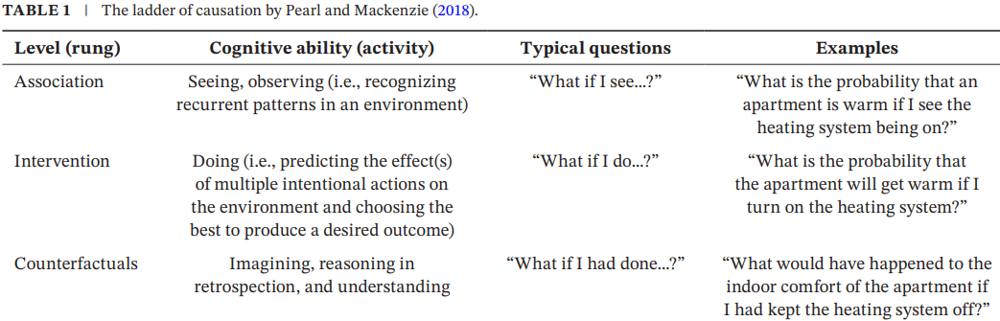 TABLE 1 | The ladder of causation by Pearl and Mackenzie (2018).
Level (rung) Cognitive ability (activity) Typical questions Examples
Association Seeing, observing (i.e., recognizing recurrent patterns in an environment) “What if I see...?” “What is the probability that an apartment is warm if I see the heating system being on?”
Intervention Doing (i.e., predicting the effect(s) of multiple intentional actions on the environment and choosing the best to produce a desired outcome) “What if I do...?” “What is the probability that the apartment will get warm if I turn on the heating system?”
Counterfactuals Imagining, reasoning in retrospection, and understanding “What if I had done...?” “What would have happened to the indoor comfort of the apartment if I had kept the heating system off?”